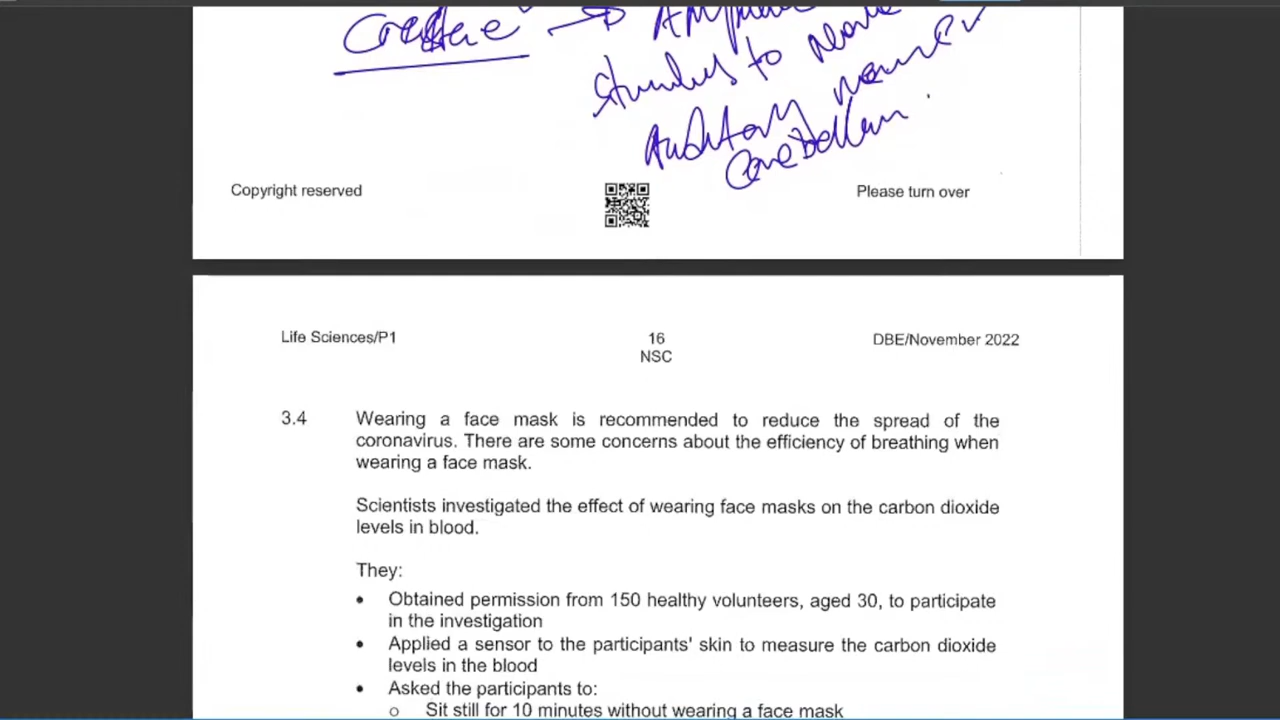 stimulus to
Auditory
Copyright reserved
Please turn over
Life Sciences/P1
16
DBE/November 2022
NSC
3.4 Wearing a face mask is recommended to reduce the spread of the
coronavirus. There are some concerns about the efficiency of breathing when
wearing a face mask.
Scientists investigated the effect of wearing face masks on the carbon dioxide
levels in blood.
They:
• Obtained permission from 150 healthy volunteers, aged 30, to participate
in the investigation
• Applied a sensor to the participants' skin to measure the carbon dioxide
levels in the blood
• Asked the participants to:
o Sit still for 10 minutes without wearing a face mask